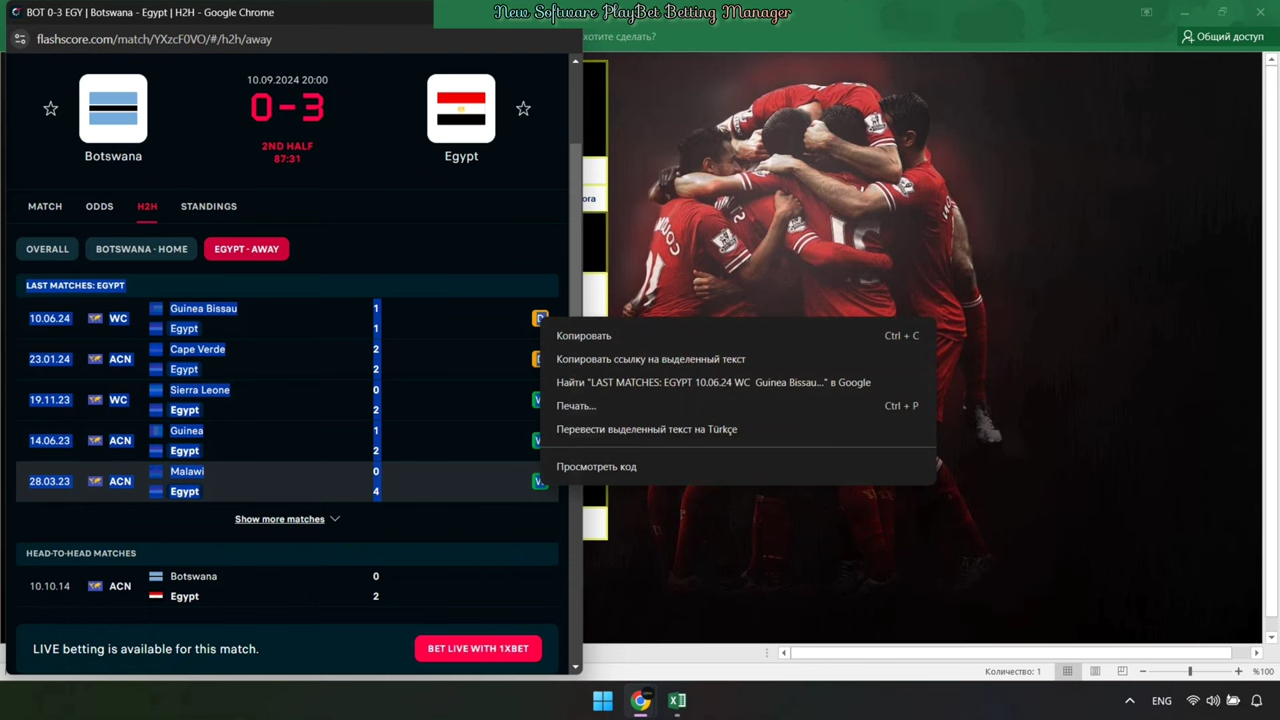 BOT 0-3 EGY | Botswana - Egypt | H2H - Google Chrome
New Software PlayBet Betting Manager
flashscore.com/match/YXzcF0VO/#/h2h/away
хотите сделать?
Общий доступ
10.09.2024 20:00
0 - 3
2ND HALF
87:31
Botswana
Egypt
MATCH
ODDS
H2H
STANDINGS
OVERALL
BOTSWANA - HOME
EGYPT - AWAY
ora
LAST MATCHES: EGYPT
10.06.24 WC Guinea Bissau 1
Egypt 1
23.01.24 ACN Cape Verde 2
Egypt 2
19.11.23 WC Sierra Leone 0
Egypt 2
14.06.23 ACN Guinea 1
Egypt 2
28.03.23 ACN Malawi 0
Egypt 4
Show more matches
Копировать Ctrl + C
Копировать ссылку на выделенный текст
Найти "LAST MATCHES: EGYPT 10.06.24 WC Guinea Bissau..." в Google
Печать... Ctrl + P
Перевести выделенный текст на Türkçe
Просмотреть код
HEAD-TO-HEAD MATCHES
10.10.14 ACN Botswana 0
Egypt 2
LIVE betting is available for this match.
BET LIVE WITH 1XBET
Количество: 1
%100
ENG